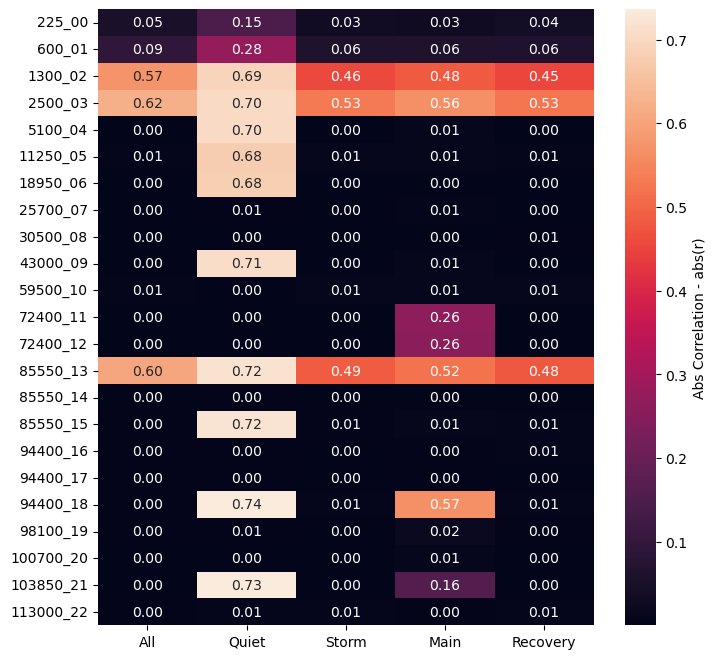 225_00 0.05 0.15 0.03 0.03 0.04
600_01 0.09 0.28 0.06 0.06 0.06
1300_02 0.57 0.69 0.46 0.48 0.45
2500_03 0.62 0.70 0.53 0.56 0.53
5100_04 0.00 0.70 0.00 0.01 0.00
11250_05 0.01 0.68 0.01 0.01 0.01
18950_06 0.00 0.68 0.00 0.00 0.00
25700_07 0.00 0.01 0.00 0.01 0.00
30500_08 0.00 0.00 0.00 0.00 0.01
43000_09 0.00 0.71 0.00 0.01 0.00
59500_10 0.01 0.00 0.01 0.01 0.01
72400_11 0.00 0.00 0.00 0.26 0.00
72400_12 0.00 0.00 0.00 0.26 0.00
85550_13 0.60 0.72 0.49 0.52 0.48
85550_14 0.00 0.00 0.00 0.00 0.00
85550_15 0.00 0.72 0.01 0.01 0.01
94400_16 0.00 0.00 0.00 0.00 0.01
94400_17 0.00 0.00 0.00 0.00 0.00
94400_18 0.00 0.74 0.01 0.57 0.01
98100_19 0.00 0.01 0.00 0.02 0.00
100700_20 0.00 0.00 0.00 0.01 0.00
103850_21 0.00 0.73 0.00 0.16 0.00
113000_22 0.00 0.01 0.01 0.00 0.01
All Quiet Storm Main Recovery
0.7
0.6
0.5
0.4
0.3
0.2
0.1
Abs Correlation - abs(r)